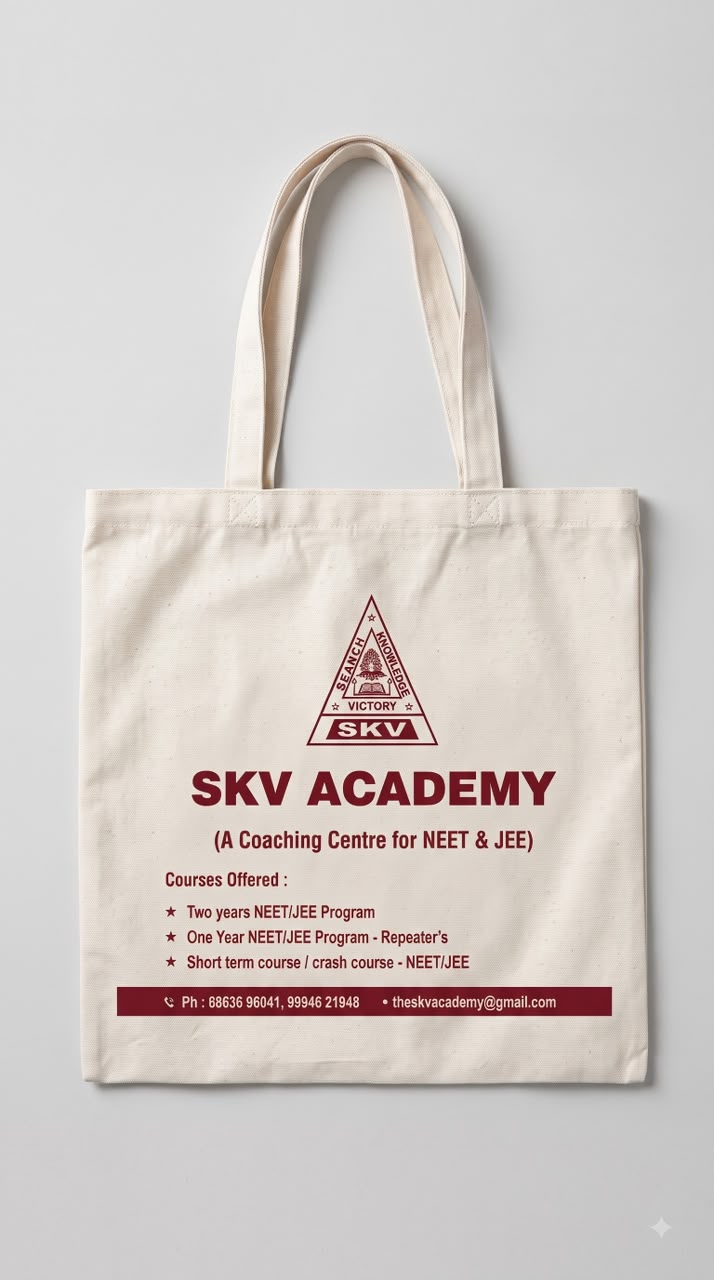 SEANCH
KNOWLEDGE
VICTORY
SKV
SKV ACADEMY
(A Coaching Centre for NEET & JEE)
Courses Offered :
★ Two years NEET/JEE Program
★ One Year NEET/JEE Program - Repeater's
★ Short term course / crash course - NEET/JEE
Ph : 88636 96041, 99946 21948 • theskvacademy@gmail.com